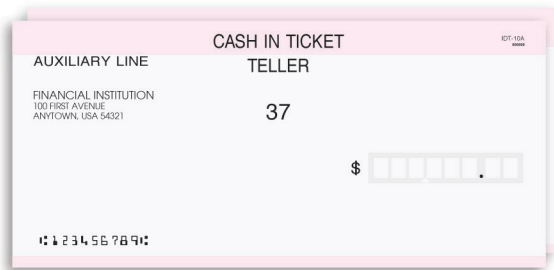 CASH IN TICKET
IDT-10A
AUXILIARY LINE
TELLER
FINANCIAL INSTITUTION
100 FIRST AVENUE
ANYTOWN, USA 54321
37
$ .
⑆123456789⑆